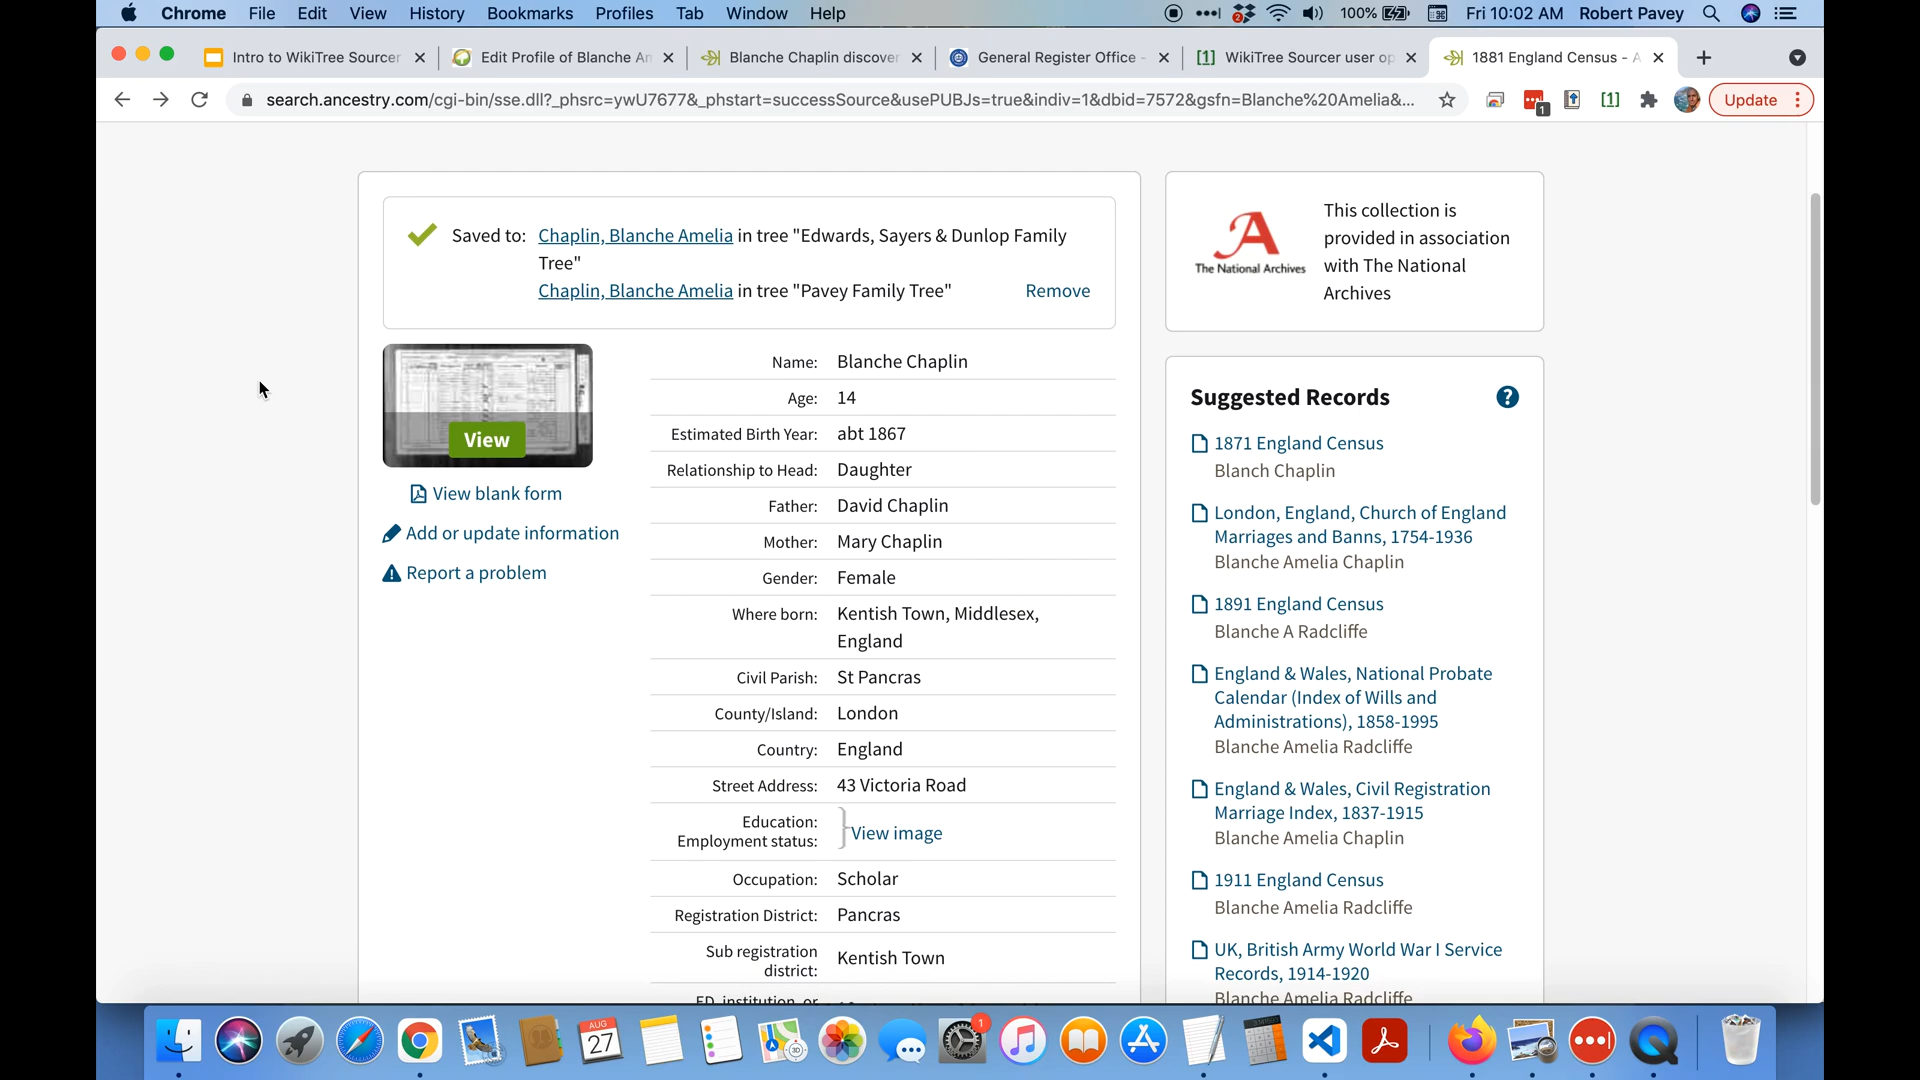 Chrome File Edit View History Bookmarks Profiles Tab Window Help 100% Fri 10:02 AM Robert Pavey
Intro to WikiTree Sourcer Edit Profile of Blanche An Blanche Chaplin discover General Register Office - WikiTree Sourcer user op 1881 England Census - A
search.ancestry.com/cgi-bin/sse.dll?_phsrc=ywU7677&_phstart=successSource&usePUBJs=true&indiv=1&dbid=7572&gsfn=Blanche%20Amelia&... 1 [1] Update
Saved to: Chaplin, Blanche Amelia in tree "Edwards, Sayers & Dunlop Family
Tree"
Chaplin, Blanche Amelia in tree "Pavey Family Tree" Remove
View
View blank form
Add or update information
Report a problem
Name: Blanche Chaplin
Age: 14
Estimated Birth Year: abt 1867
Relationship to Head: Daughter
Father: David Chaplin
Mother: Mary Chaplin
Gender: Female
Where born: Kentish Town, Middlesex,
England
Civil Parish: St Pancras
County/Island: London
Country: England
Street Address: 43 Victoria Road
Education:
Employment status: View image
Occupation: Scholar
Registration District: Pancras
Sub registration
district: Kentish Town
ED, institution, or
The National Archives
This collection is
provided in association
with The National
Archives
Suggested Records ?
1871 England Census
Blanch Chaplin
London, England, Church of England
Marriages and Banns, 1754-1936
Blanche Amelia Chaplin
1891 England Census
Blanche A Radcliffe
England & Wales, National Probate
Calendar (Index of Wills and
Administrations), 1858-1995
Blanche Amelia Radcliffe
England & Wales, Civil Registration
Marriage Index, 1837-1915
Blanche Amelia Chaplin
1911 England Census
Blanche Amelia Radcliffe
UK, British Army World War I Service
Records, 1914-1920
Blanche Amelia Radcliffe
AUG
27
3D
1